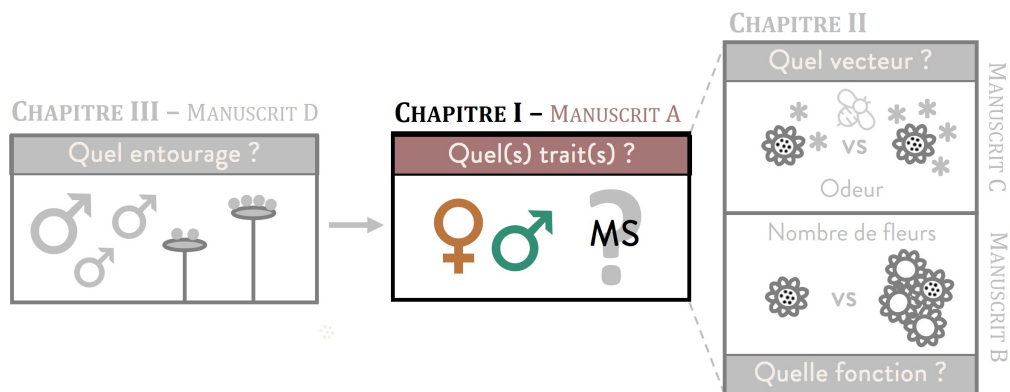 CHAPITRE III – MANUSCRIT D
Quel entourage ?
CHAPITRE I – MANUSCRIT A
Quel(s) trait(s) ?
?
MS
CHAPITRE II
Quel vecteur ?
VS
Odeur
MANUSCRIT C
Nombre de fleurs
VS
MANUSCRIT B
Quelle fonction ?